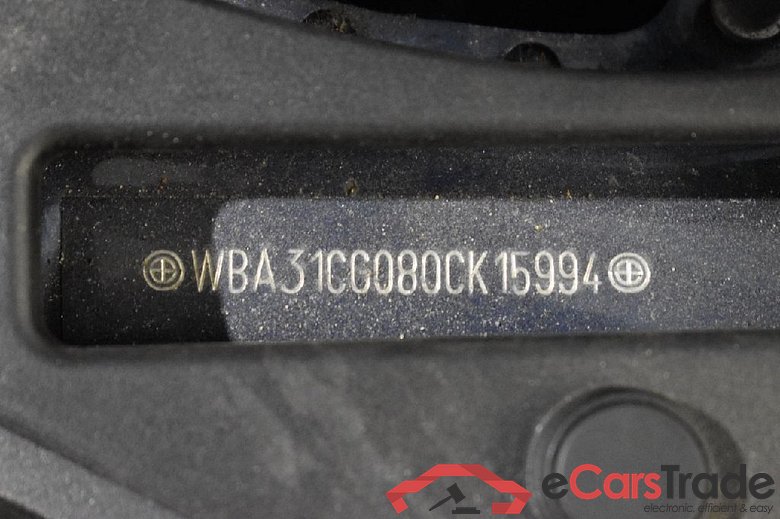 WBA31CG080CK15994
eCarsTrade
electronic, efficient & easy